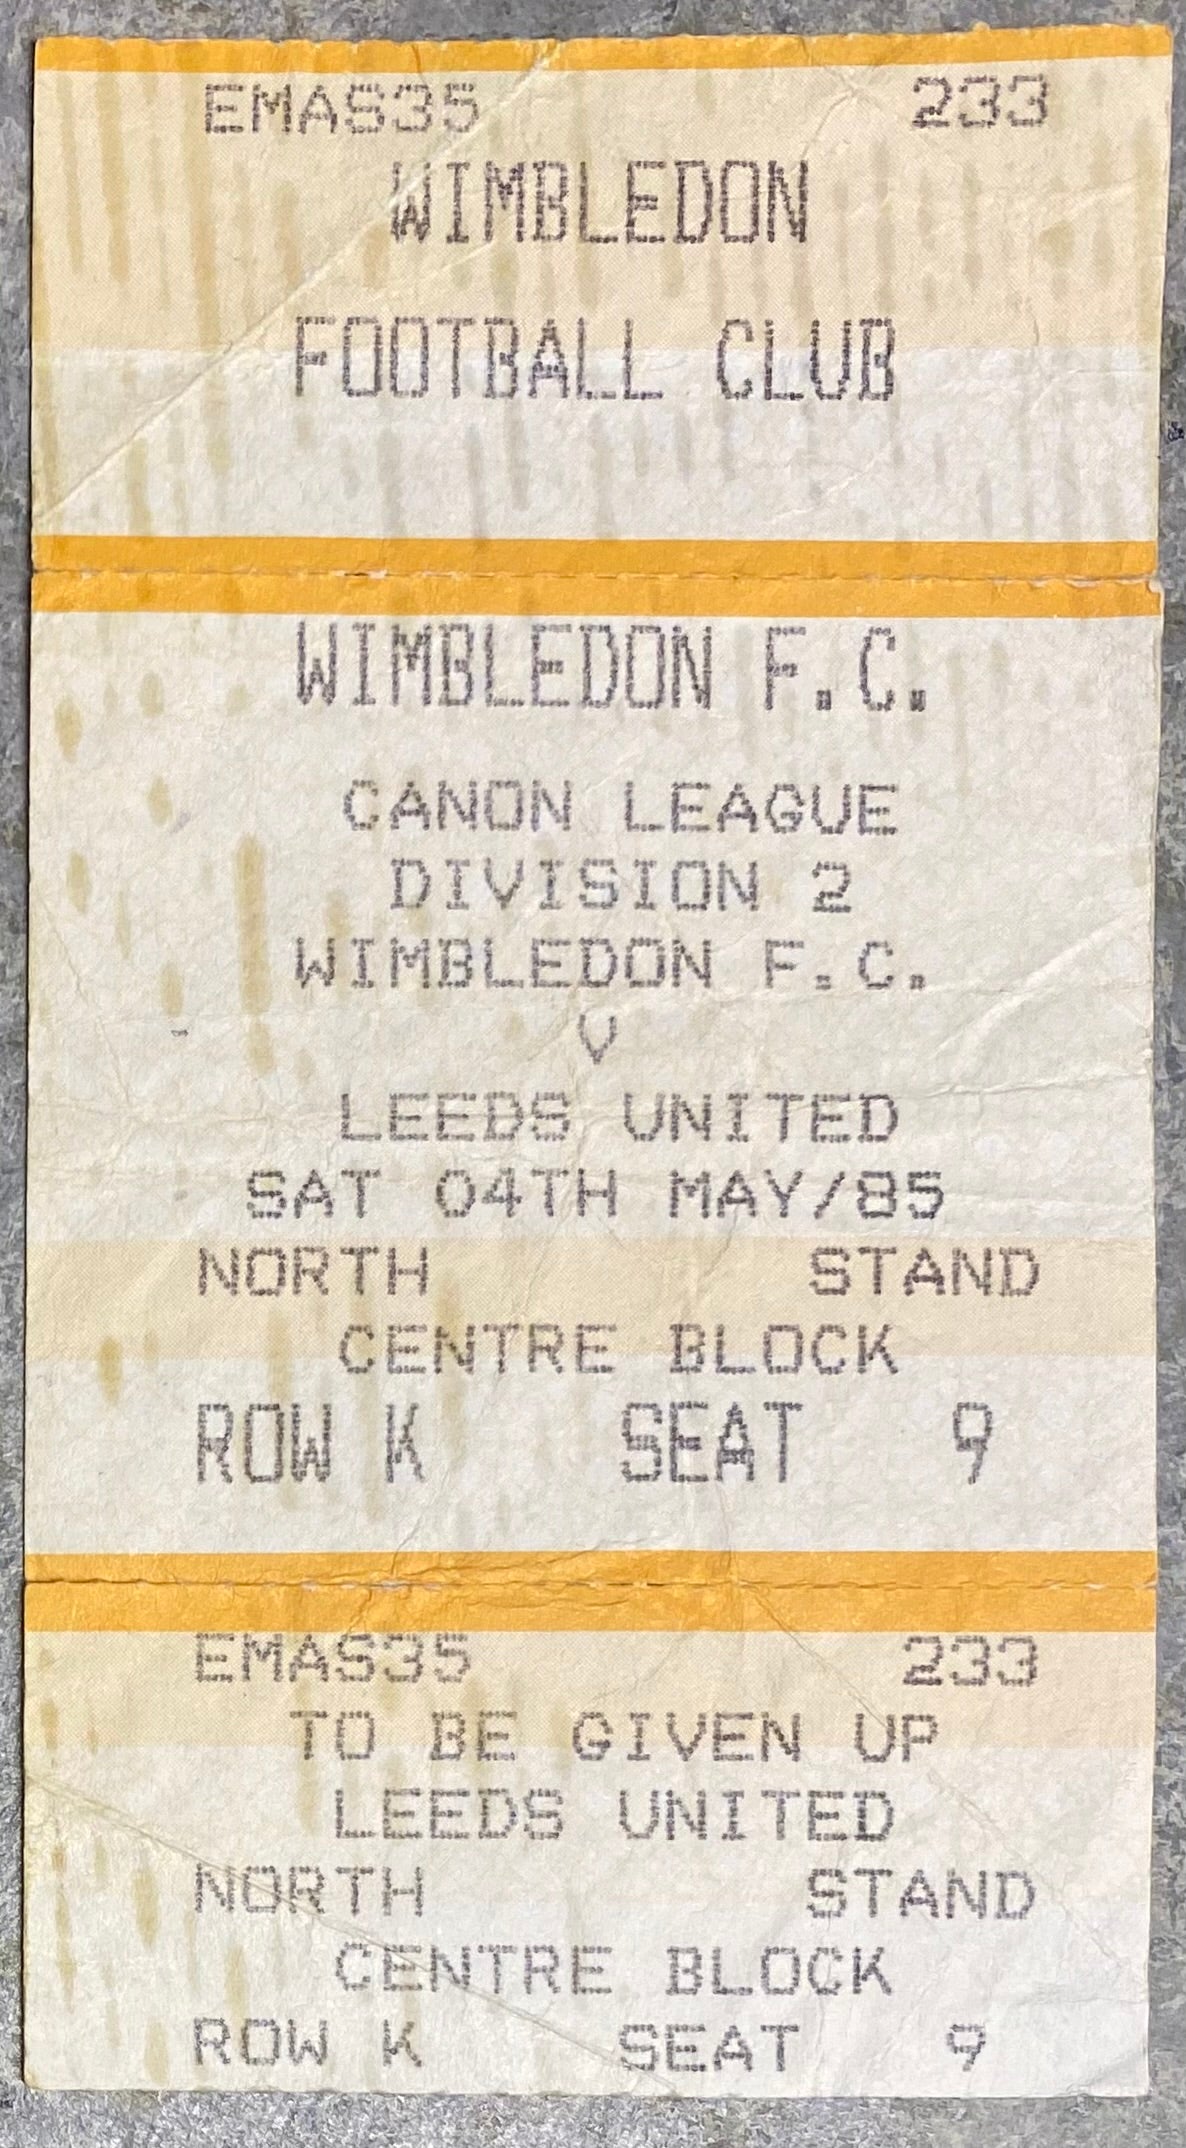 EMAS35 233
WIMBLEDON
FOOTBALL CLUB
WIMBLEDON F.C.
CANON LEAGUE
DIVISION 2
WIMBLEDON F.C.
V
LEEDS UNITED
SAT 04TH MAY/85
NORTH STAND
CENTRE BLOCK
ROW K SEAT 9
EMAS35 233
TO BE GIVEN UP
LEEDS UNITED
NORTH STAND
CENTRE BLOCK
ROW K SEAT 9